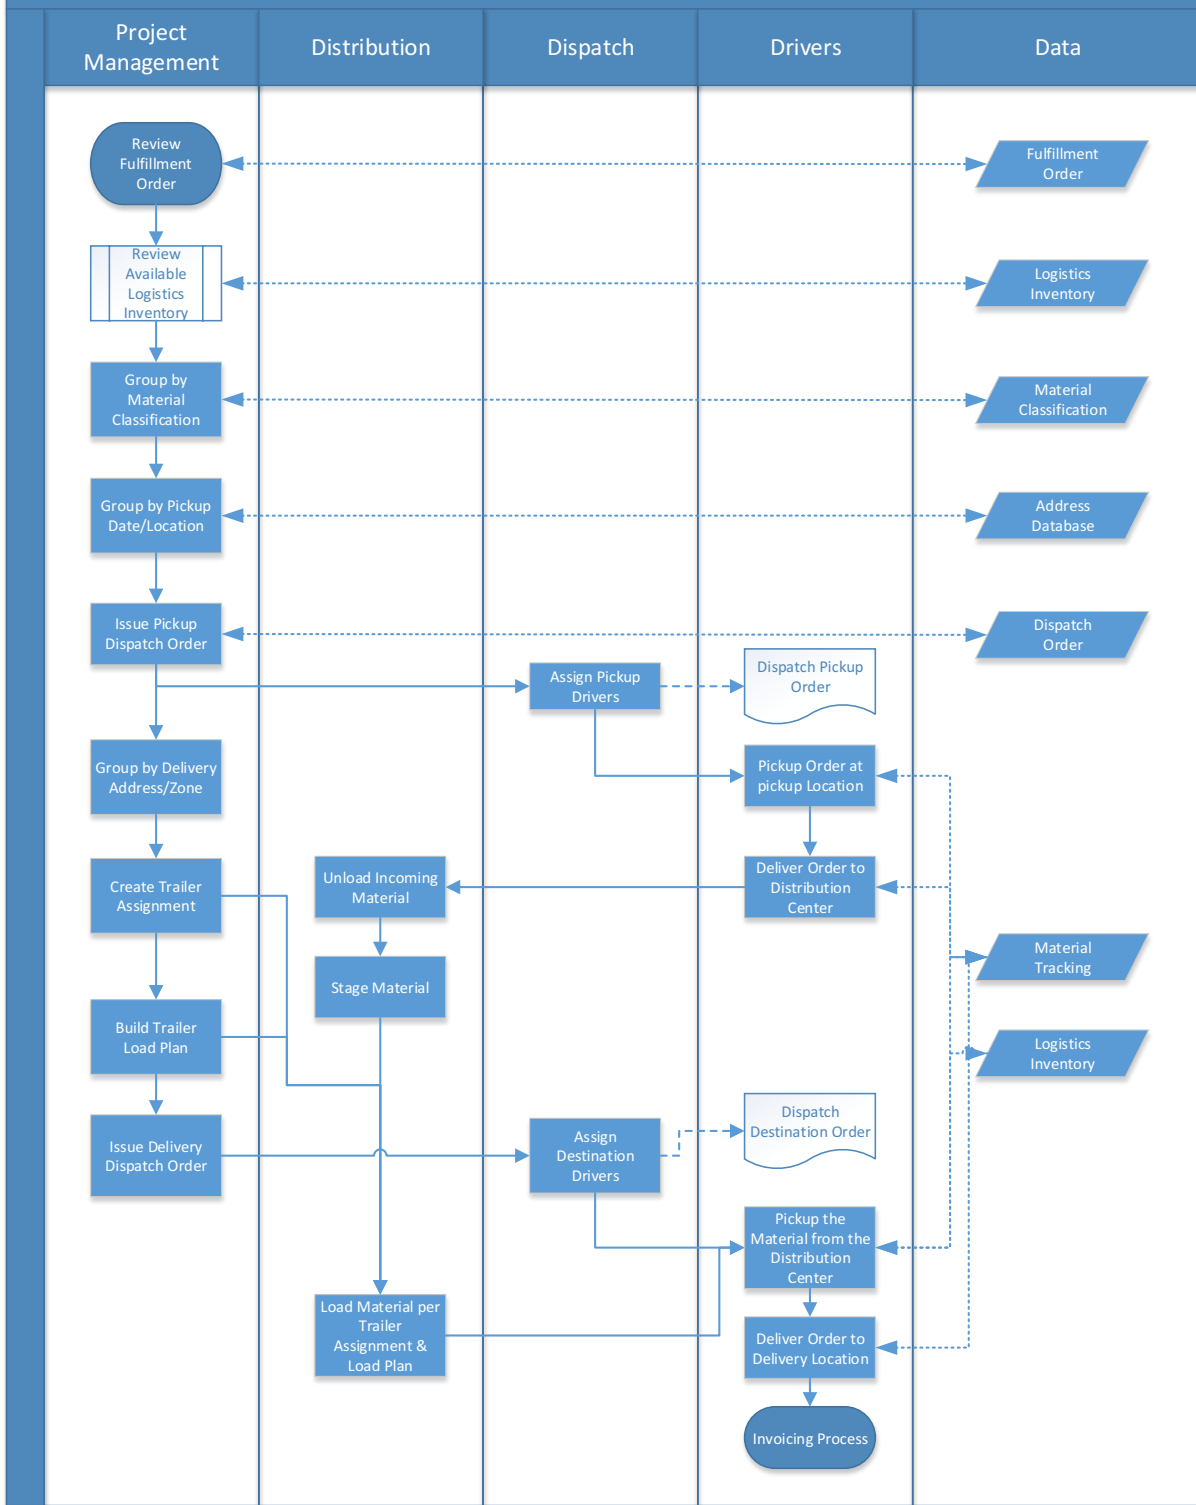 Project
Management
Distribution
Dispatch
Drivers
Data
Review
Fulfillment
Order
Fulfillment
Order
Review
Available
Logistics
Inventory
Logistics
Inventory
Group by
Material
Classification
Material
Classification
Group by Pickup
Date/Location
Address
Database
Issue Pickup
Dispatch Order
Dispatch
Order
Assign Pickup
Drivers
Dispatch Pickup
Order
Group by Delivery
Address/Zone
Pickup Order at
pickup Location
Create Trailer
Assignment
Unload Incoming
Material
Deliver Order to
Distribution
Center
Stage Material
Material
Tracking
Build Trailer
Load Plan
Logistics
Inventory
Issue Delivery
Dispatch Order
Assign
Destination
Drivers
Dispatch
Destination Order
Pickup the
Material from the
Distribution
Center
Load Material per
Trailer
Assignment &
Load Plan
Deliver Order to
Delivery Location
Invoicing Process